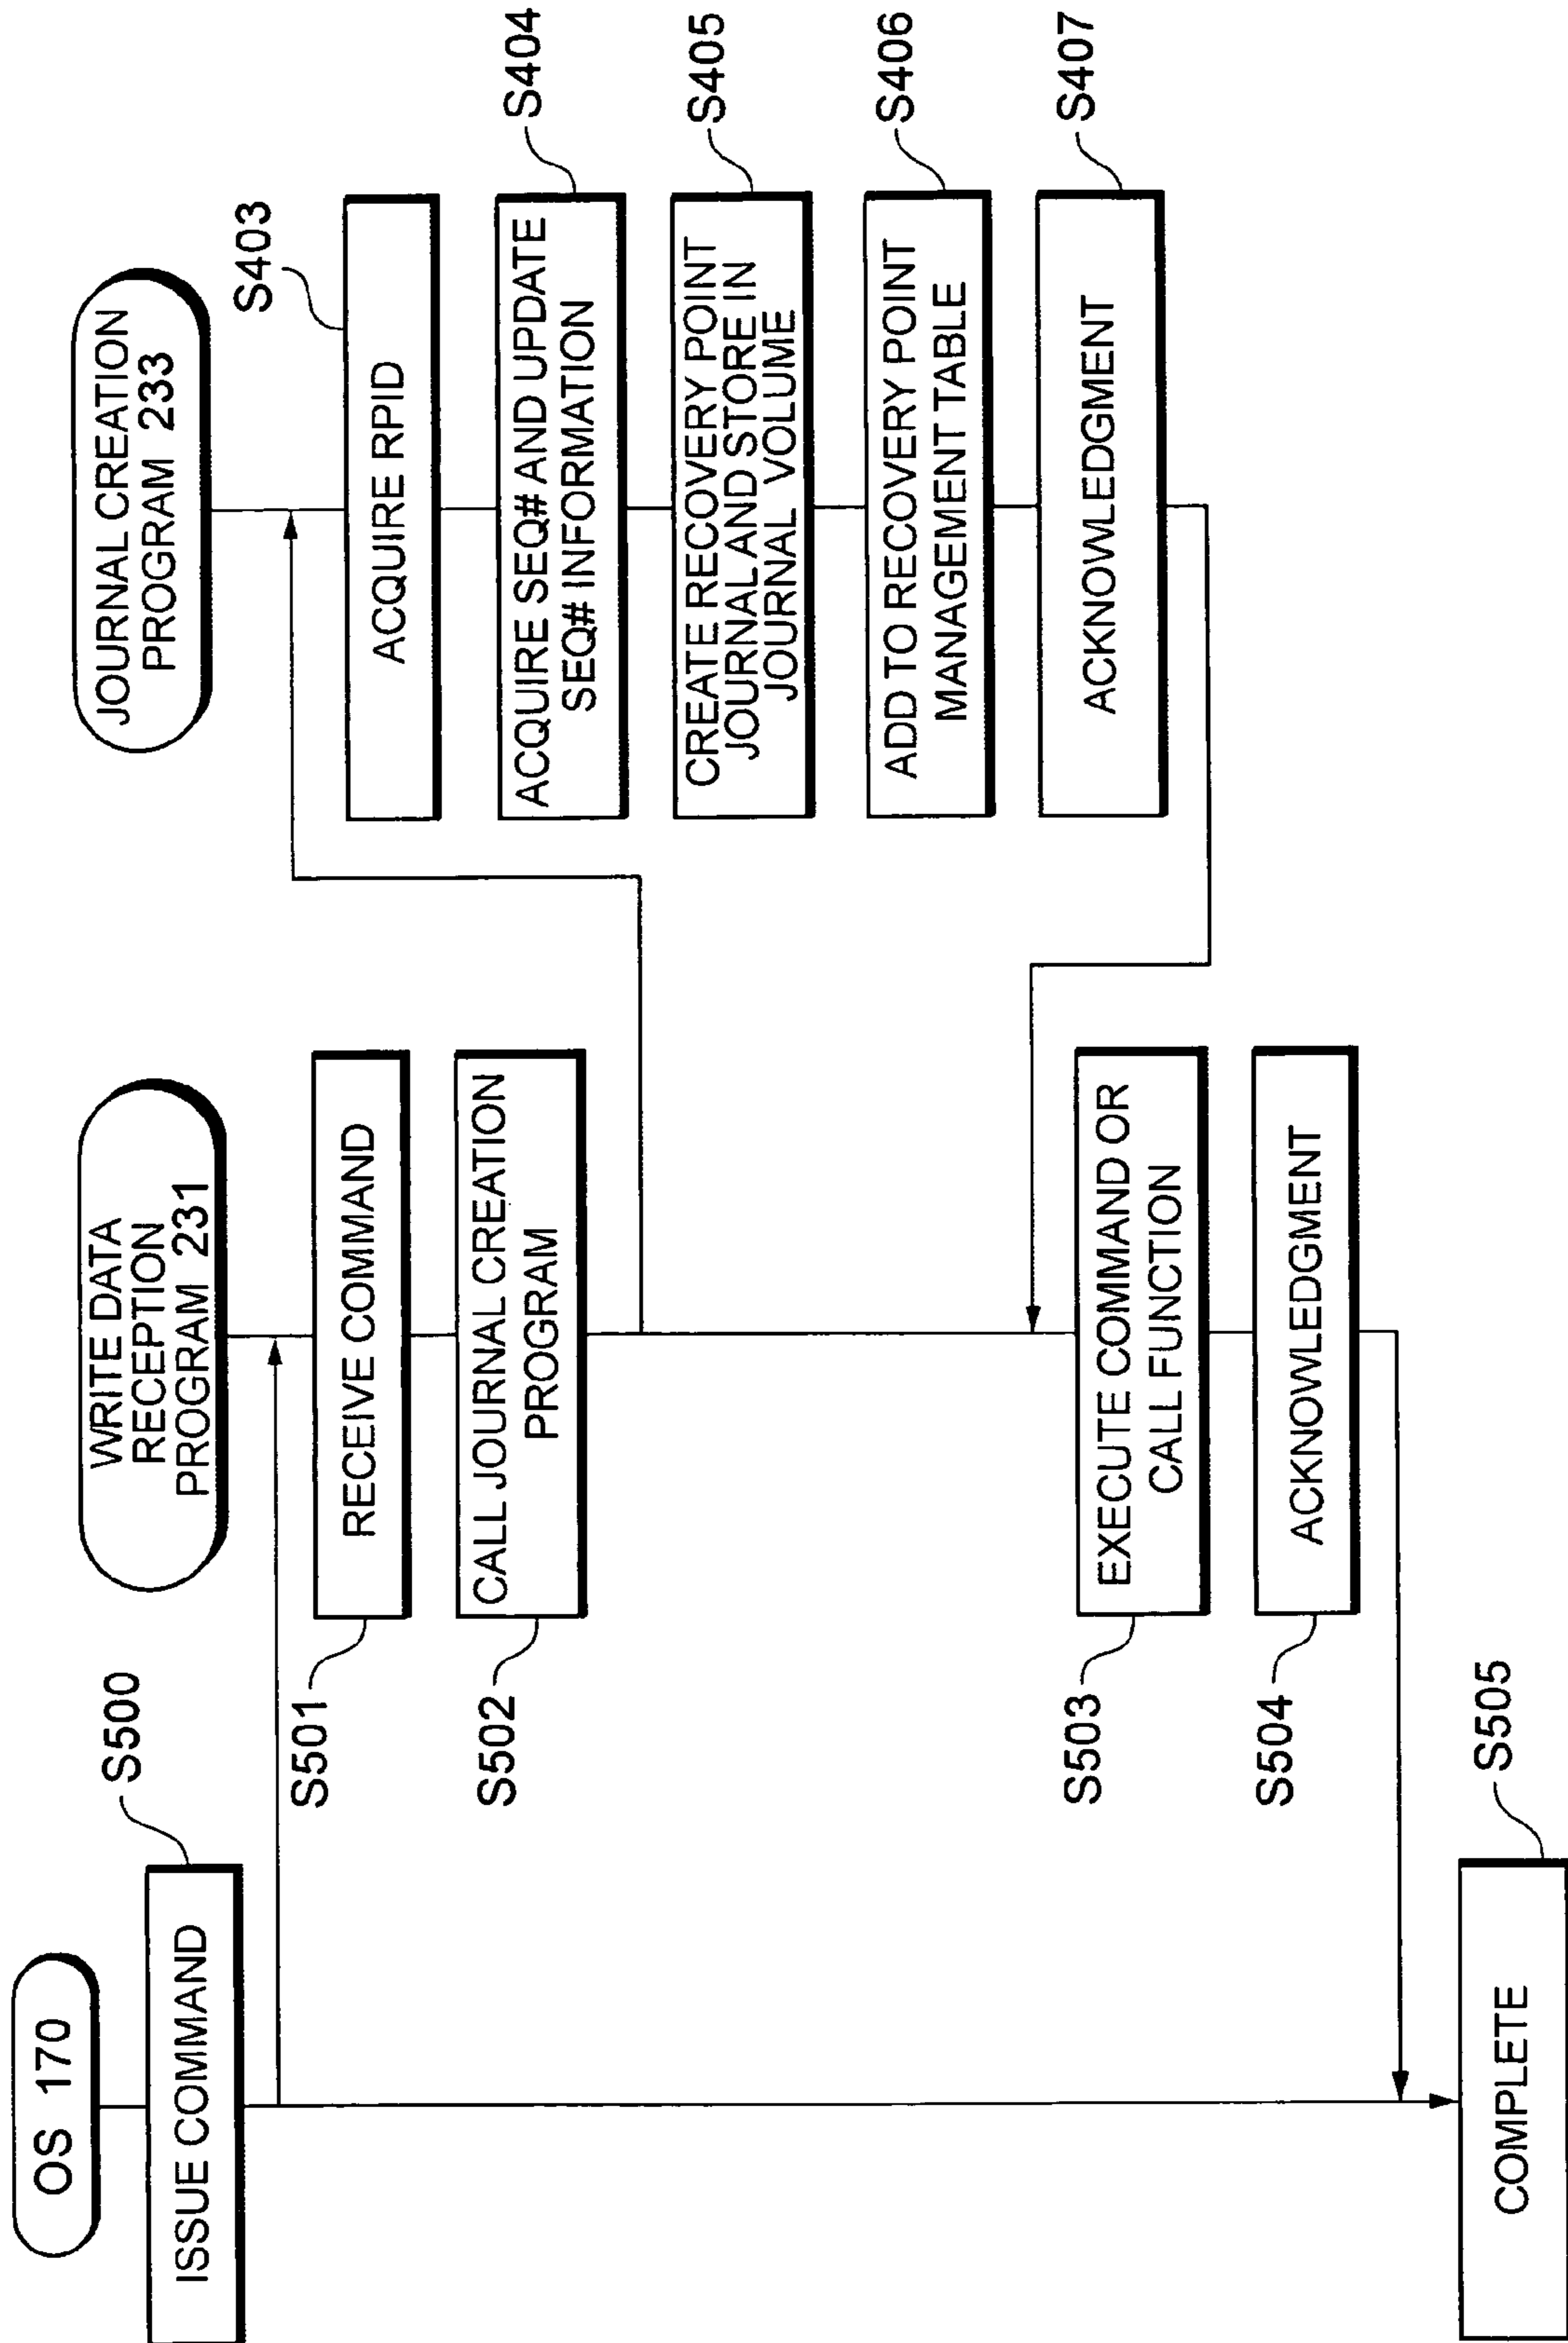 OS 170
ISSUE COMMAND
S500
COMPLETE
S505
WRITE DATA
RECEPTION
PROGRAM 231
RECEIVE COMMAND
S501
CALL JOURNAL CREATION
PROGRAM
S502
EXECUTE COMMAND OR
CALL FUNCTION
S503
ACKNOWLEDGMENT
S504
JOURNAL CREATION
PROGRAM 233
S403
ACQUIRE RPID
ACQUIRE SEQ# AND UPDATE
SEQ# INFORMATION
S404
CREATE RECOVERY POINT
JOURNAL AND STORE IN
JOURNAL VOLUME
S405
ADD TO RECOVERY POINT
MANAGEMENT TABLE
S406
ACKNOWLEDGMENT
S407